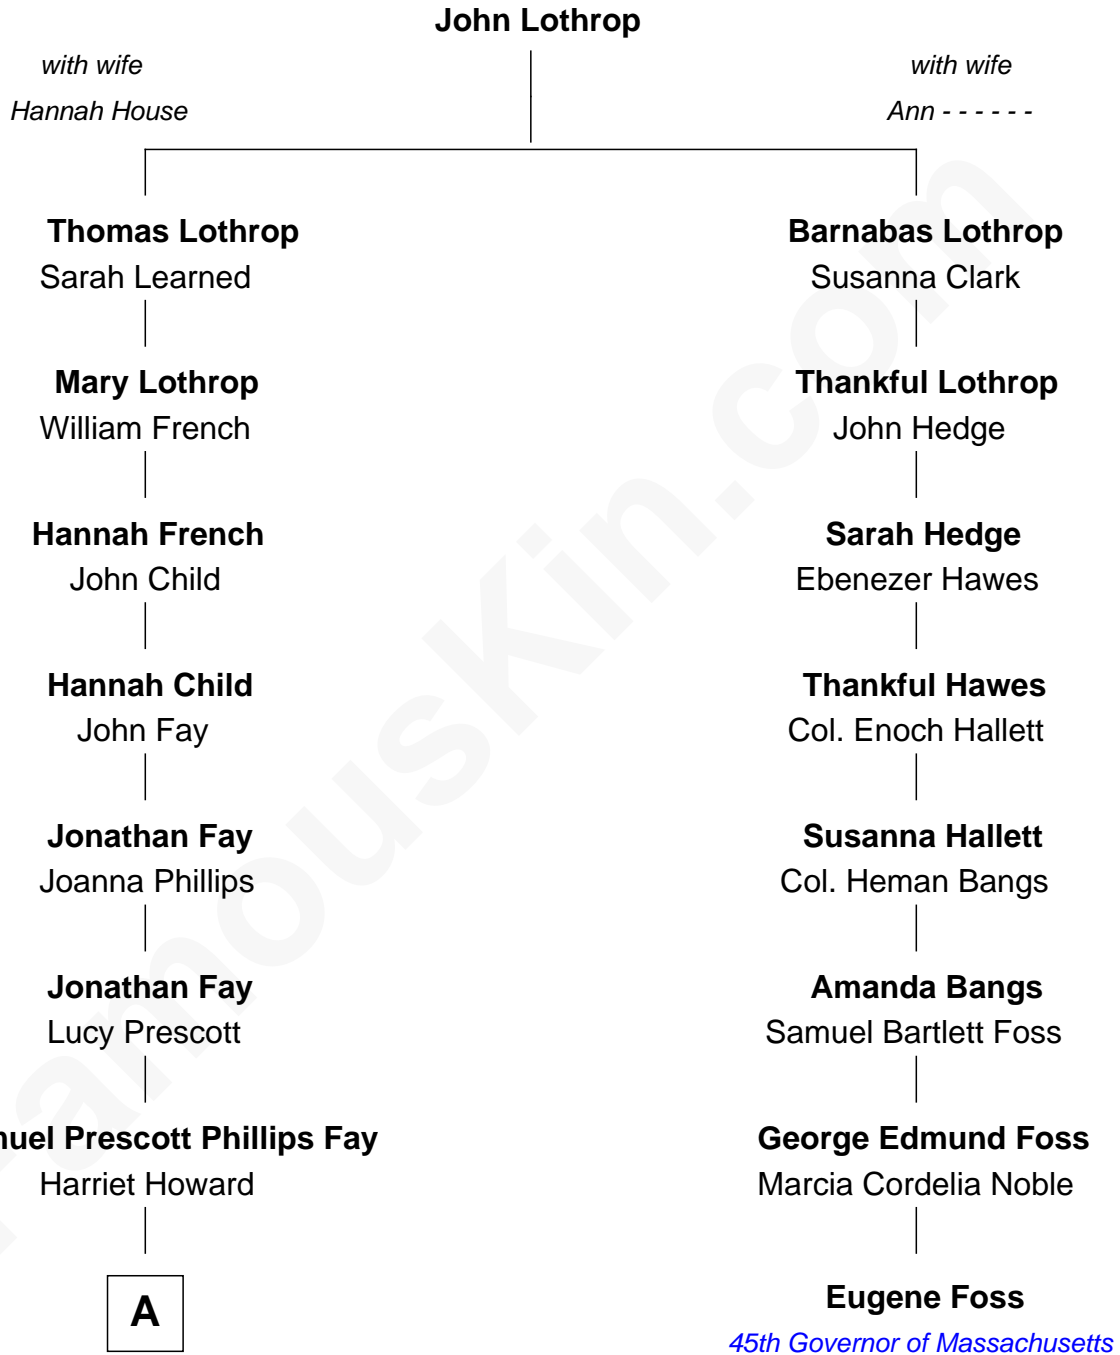 John Lothrop
with wife
Hannah House
with wife
Ann - - - - - -
Thomas Lothrop
Sarah Learned
Barnabas Lothrop
Susanna Clark
Mary Lothrop
William French
Thankful Lothrop
John Hedge
Hannah French
John Child
Sarah Hedge
Ebenezer Hawes
Hannah Child
John Fay
Thankful Hawes
Col. Enoch Hallett
Jonathan Fay
Joanna Phillips
Susanna Hallett
Col. Heman Bangs
Jonathan Fay
Lucy Prescott
Amanda Bangs
Samuel Bartlett Foss
Prescott Phillips Fay
Harriet Howard
George Edmund Foss
Marcia Cordelia Noble
A
Eugene Foss
45th Governor of Massachusetts
FamousKin.com